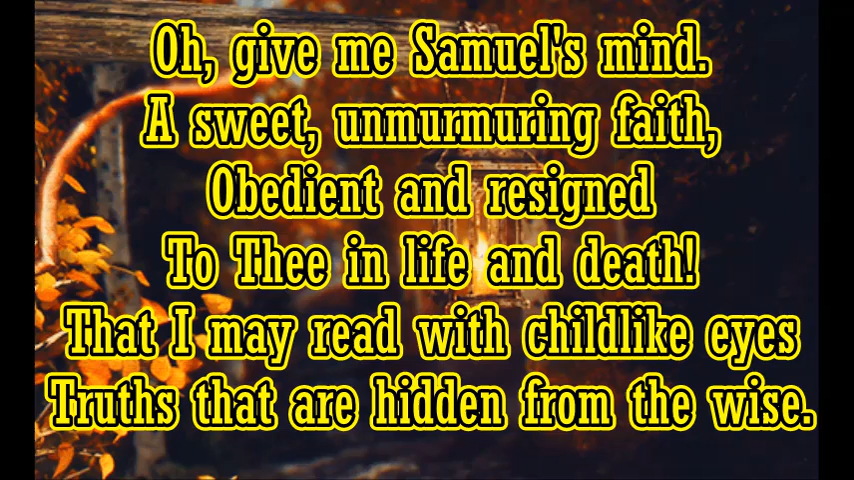 Oh, give me Samuel's mind.
A sweet, unmurmuring faith,
Obedient and resigned
To Thee in life and death!
That I may read with childlike eyes
Truths that are hidden from the wise.